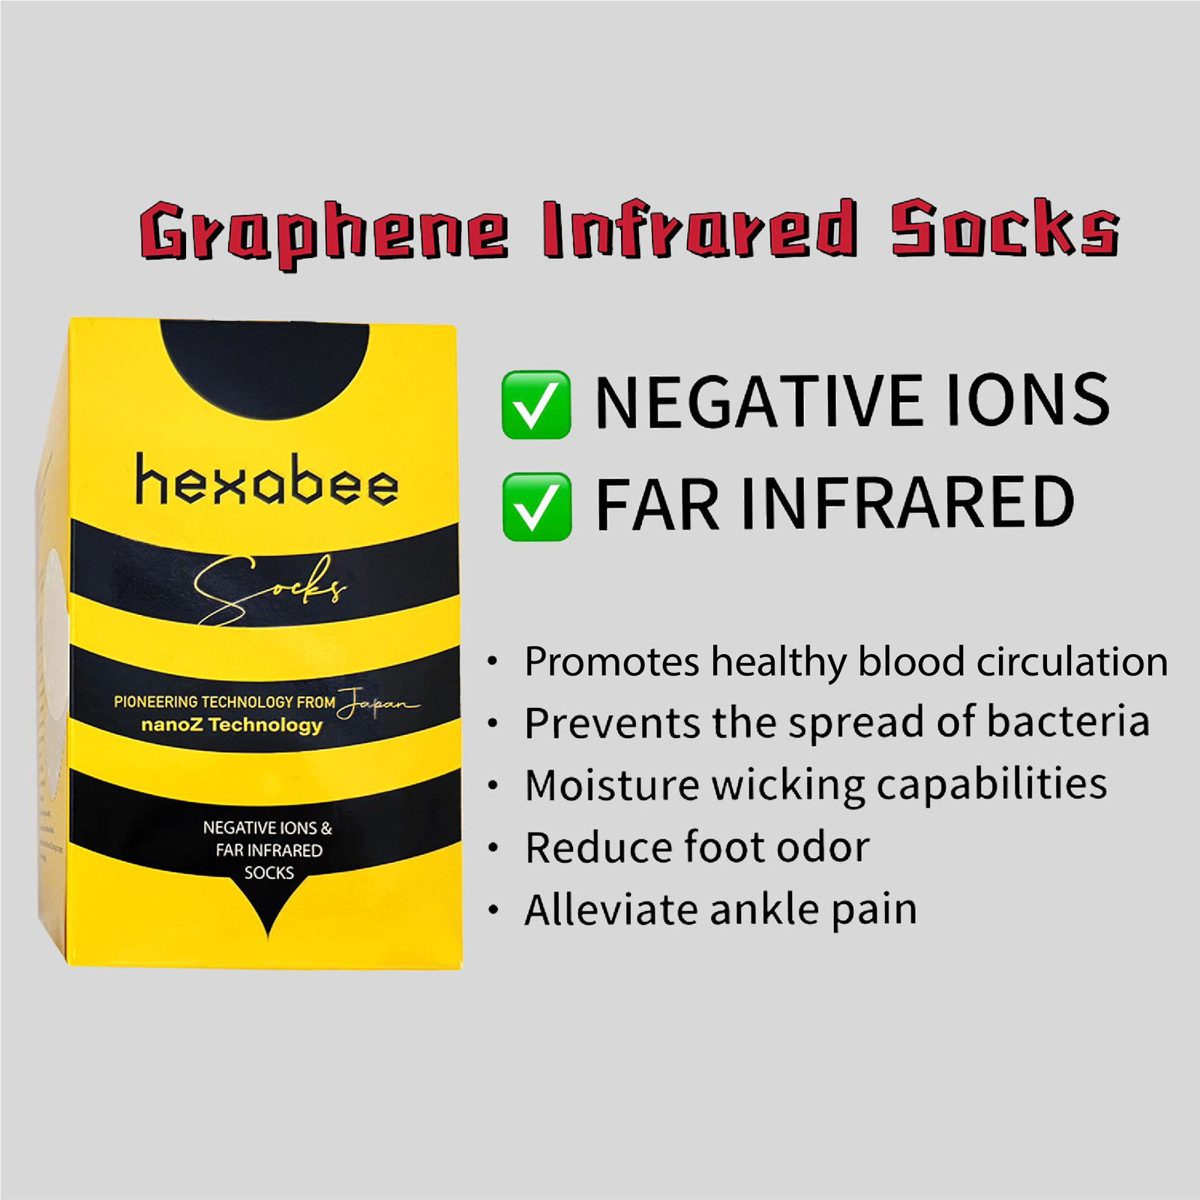 Graphene Infrared Socks
✅ NEGATIVE IONS
✅ FAR INFRARED
hexabee
Socks
PIONEERING TECHNOLOGY FROM Japan
nanoZ Technology
NEGATIVE IONS &
FAR INFRARED
SOCKS
• Promotes healthy blood circulation
• Prevents the spread of bacteria
• Moisture wicking capabilities
• Reduce foot odor
• Alleviate ankle pain